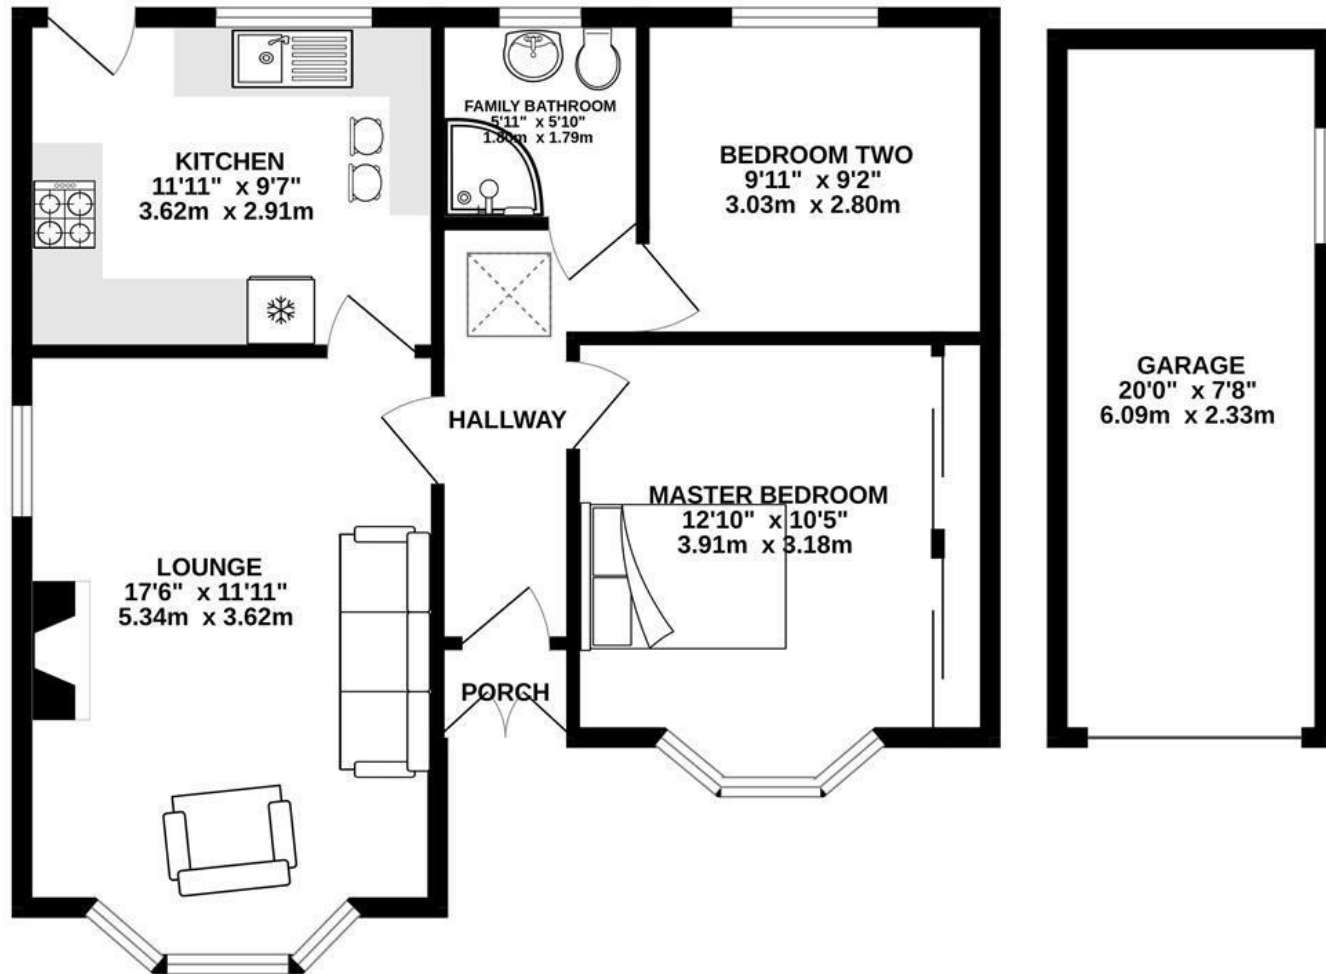 KITCHEN
11'11" x 9'7"
3.62m x 2.91m
FAMILY BATHROOM
5'11" x 5'10"
1.80m x 1.79m
BEDROOM TWO
9'11" x 9'2"
3.03m x 2.80m
GARAGE
20'0" x 7'8"
6.09m x 2.33m
HALLWAY
MASTER BEDROOM
12'10" x 10'5"
3.91m x 3.18m
LOUNGE
17'6" x 11'11"
5.34m x 3.62m
PORCH